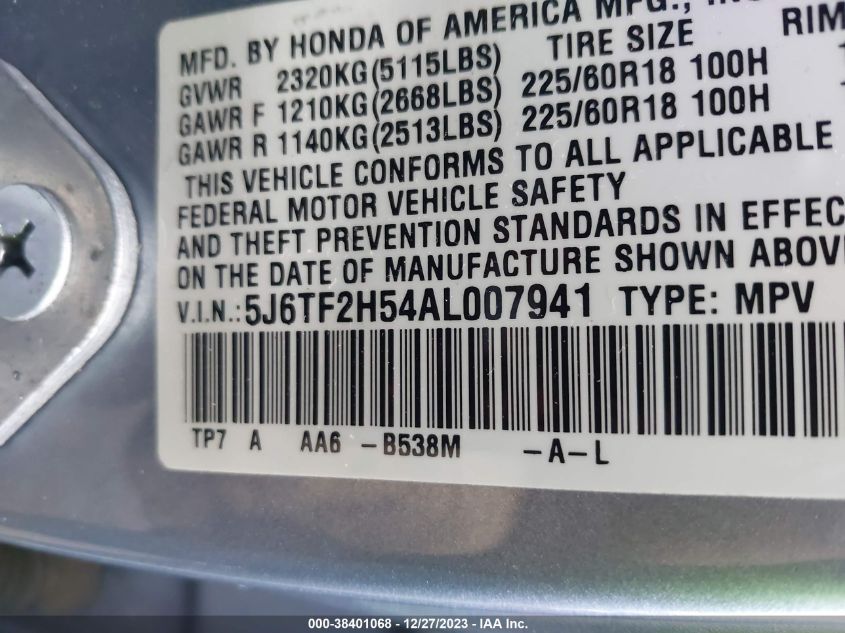 MFD. BY HONDA OF AMERICA MFG., INC
GVWR 2320KG(5115LBS) TIRE SIZE RIM
GAWR F 1210KG(2668LBS) 225/60R18 100H
GAWR R 1140KG(2513LBS) 225/60R18 100H
THIS VEHICLE CONFORMS TO ALL APPLICABLE
FEDERAL MOTOR VEHICLE SAFETY
AND THEFT PREVENTION STANDARDS IN EFFEC
ON THE DATE OF MANUFACTURE SHOWN ABOVE
V.I.N.:5J6TF2H54AL007941 TYPE: MPV
TP7 A AA6 -B538M -A-L
000-38401068 - 12/27/2023 - IAA Inc.